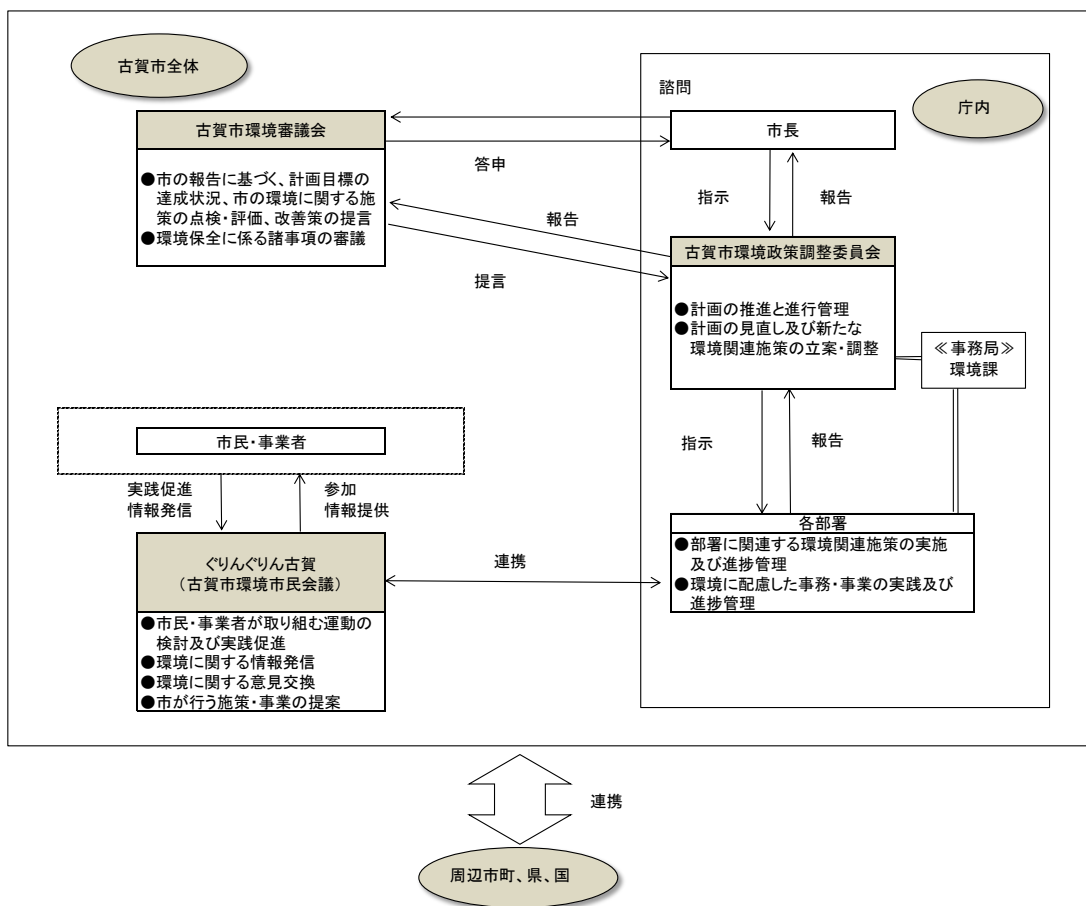 古賀市全体
庁内
諮問
古賀市環境審議会
市長
答申
●市の報告に基づく、計画目標の
達成状況、市の環境に関する施
策の点検・評価、改善策の提言
●環境保全に係る諸事項の審議
報告
提言
指示
報告
古賀市環境政策調整委員会
●計画の推進と進行管理
●計画の見直し及び新たな
環境関連施策の立案・調整
≪事務局≫
環境課
市民・事業者
実践促進
情報発信
参加
情報提供
指示
報告
ぐりんぐりん古賀
（古賀市環境市民会議）
●市民・事業者が取り組む運動の
検討及び実践促進
●環境に関する情報発信
●環境に関する意見交換
●市が行う施策・事業の提案
連携
各部署
●部署に関連する環境関連施策の実施
及び進捗管理
●環境に配慮した事務・事業の実践及び
進捗管理
連携
周辺市町、県、国